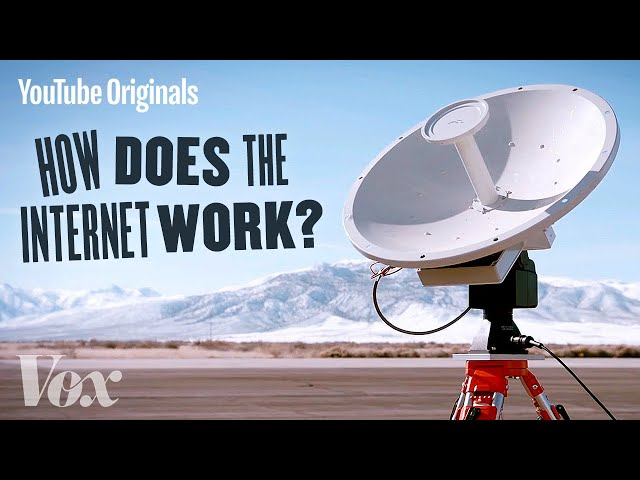 YouTube Originals
HOW DOES THE
INTERNET WORK?
Vox